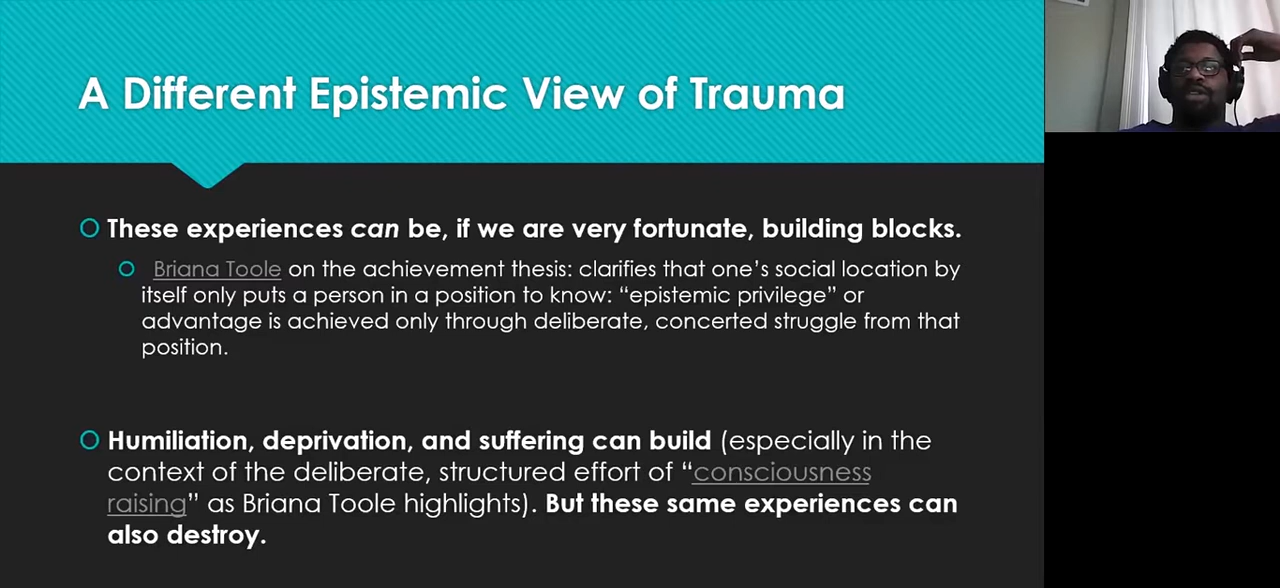 A Different Epistemic View of Trauma
These experiences can be, if we are very fortunate, building blocks.
Briana Toole on the achievement thesis: clarifies that one’s social location by
itself only puts a person in a position to know: “epistemic privilege” or
advantage is achieved only through deliberate, concerted struggle from that
position.
Humiliation, deprivation, and suffering can build (especially in the
context of the deliberate, structured effort of “consciousness
raising” as Briana Toole highlights). But these same experiences can
also destroy.